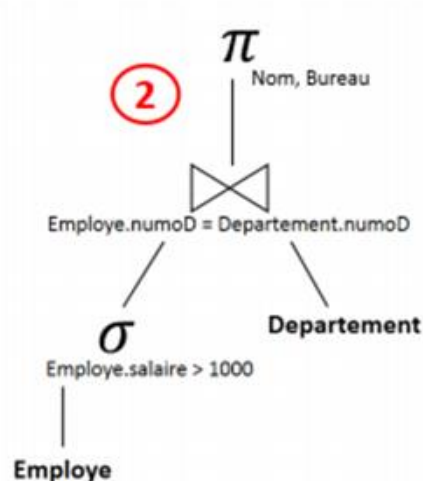 π
Nom, Bureau
2
Employe.numoD = Departement.numoD
σ
Departement
Employe.salaire > 1000
Employe